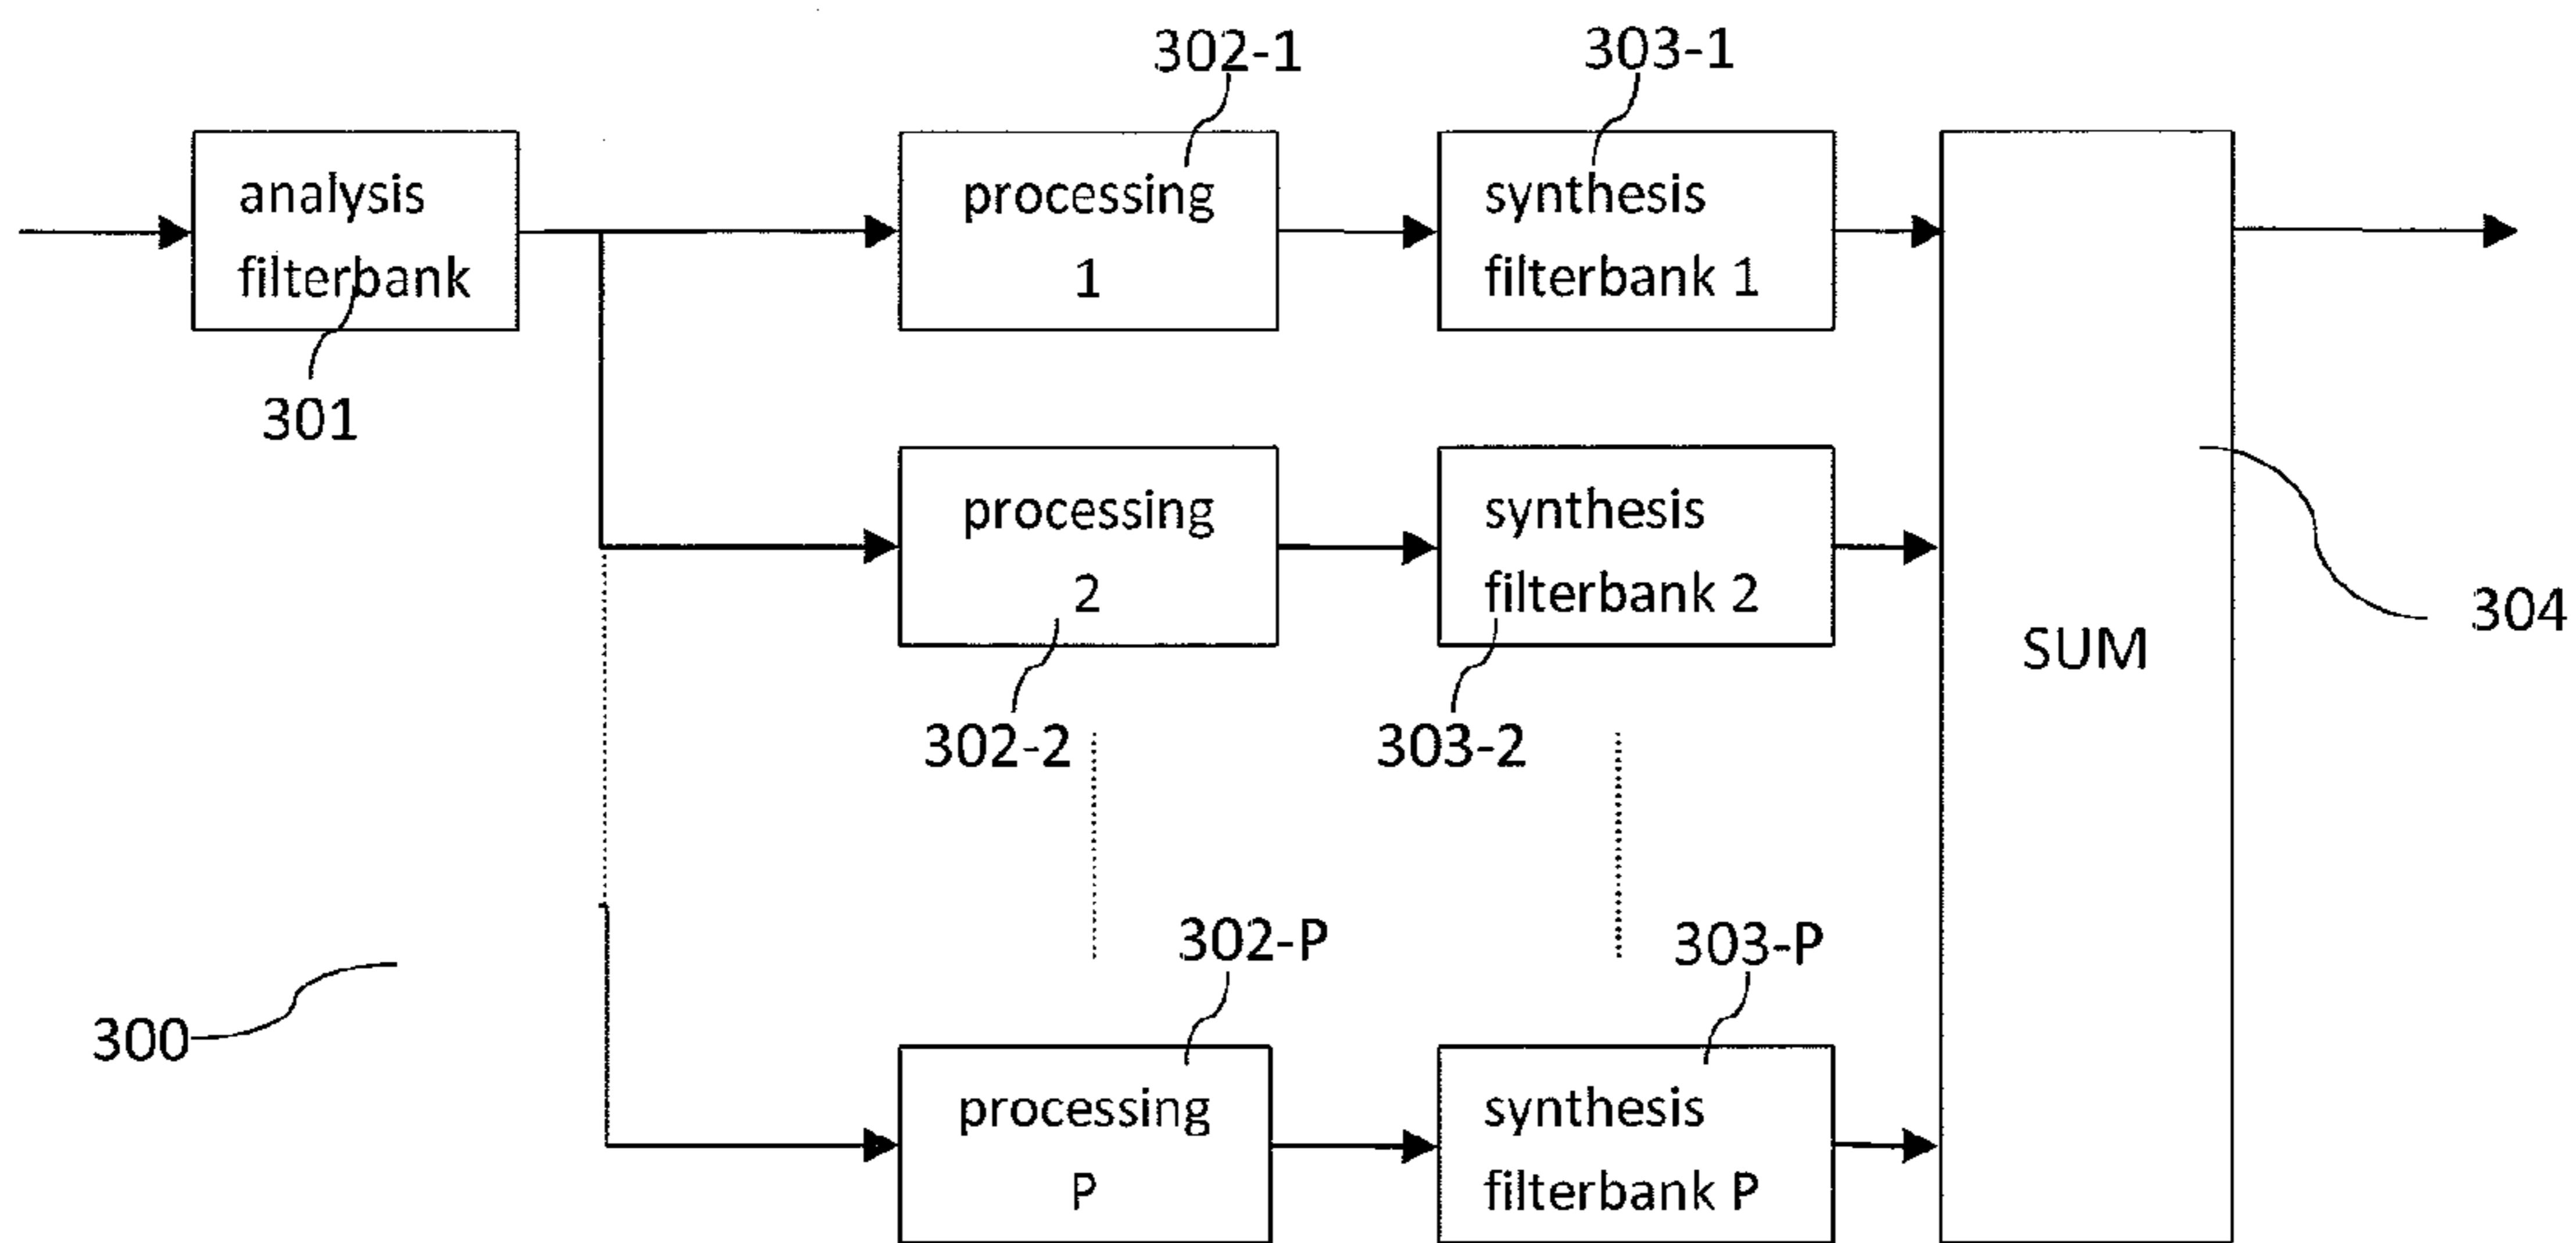 302-1
303-1
analysis
filterbank
301
processing
1
synthesis
filterbank 1
processing
2
302-2
synthesis
filterbank 2
303-2
SUM
304
302-P
303-P
300
processing
P
synthesis
filterbank P